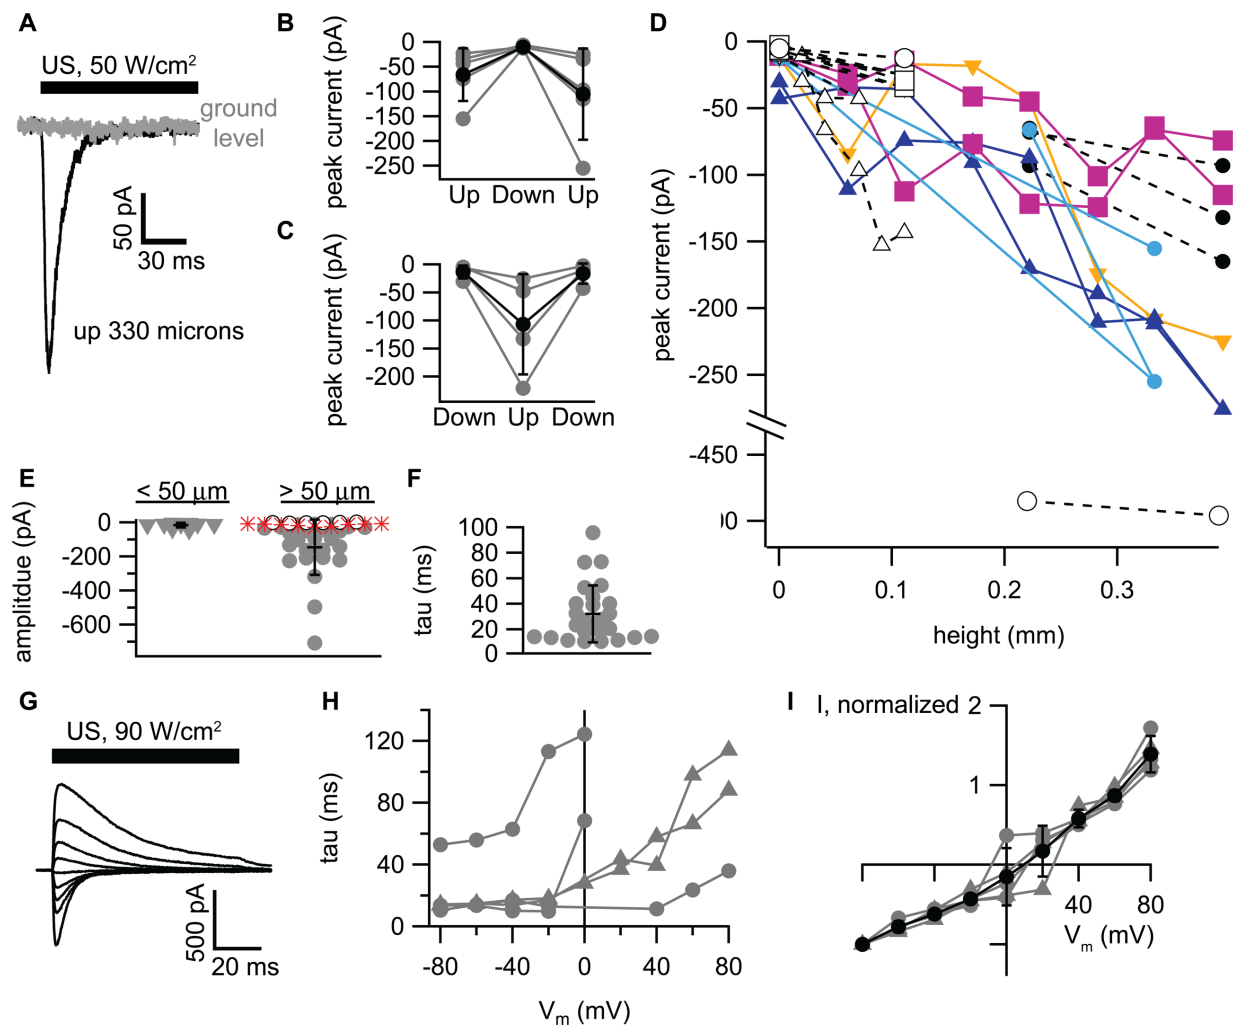 A
US, 50 W/cm²
ground
level
50 pA
30 ms
up 330 microns
B
peak current (pA)
0
-50
-100
-150
-200
-250
Up Down Up
C
peak current (pA)
0
-50
-100
-150
-200
Down Up Down
D
peak current (pA)
0
-50
-100
-150
-200
-250
-450
00
0 0.1 0.2 0.3
height (mm)
E
< 50 µm > 50 µm
amplitdue (pA)
0
-200
-400
-600
F
tau (ms)
100
80
60
40
20
0
G
US, 90 W/cm²
500 pA
20 ms
H
tau (ms)
120
80
40
0
-80 -40 0 40 80
Vm (mV)
I
I, normalized
2
1
40 80
Vm (mV)